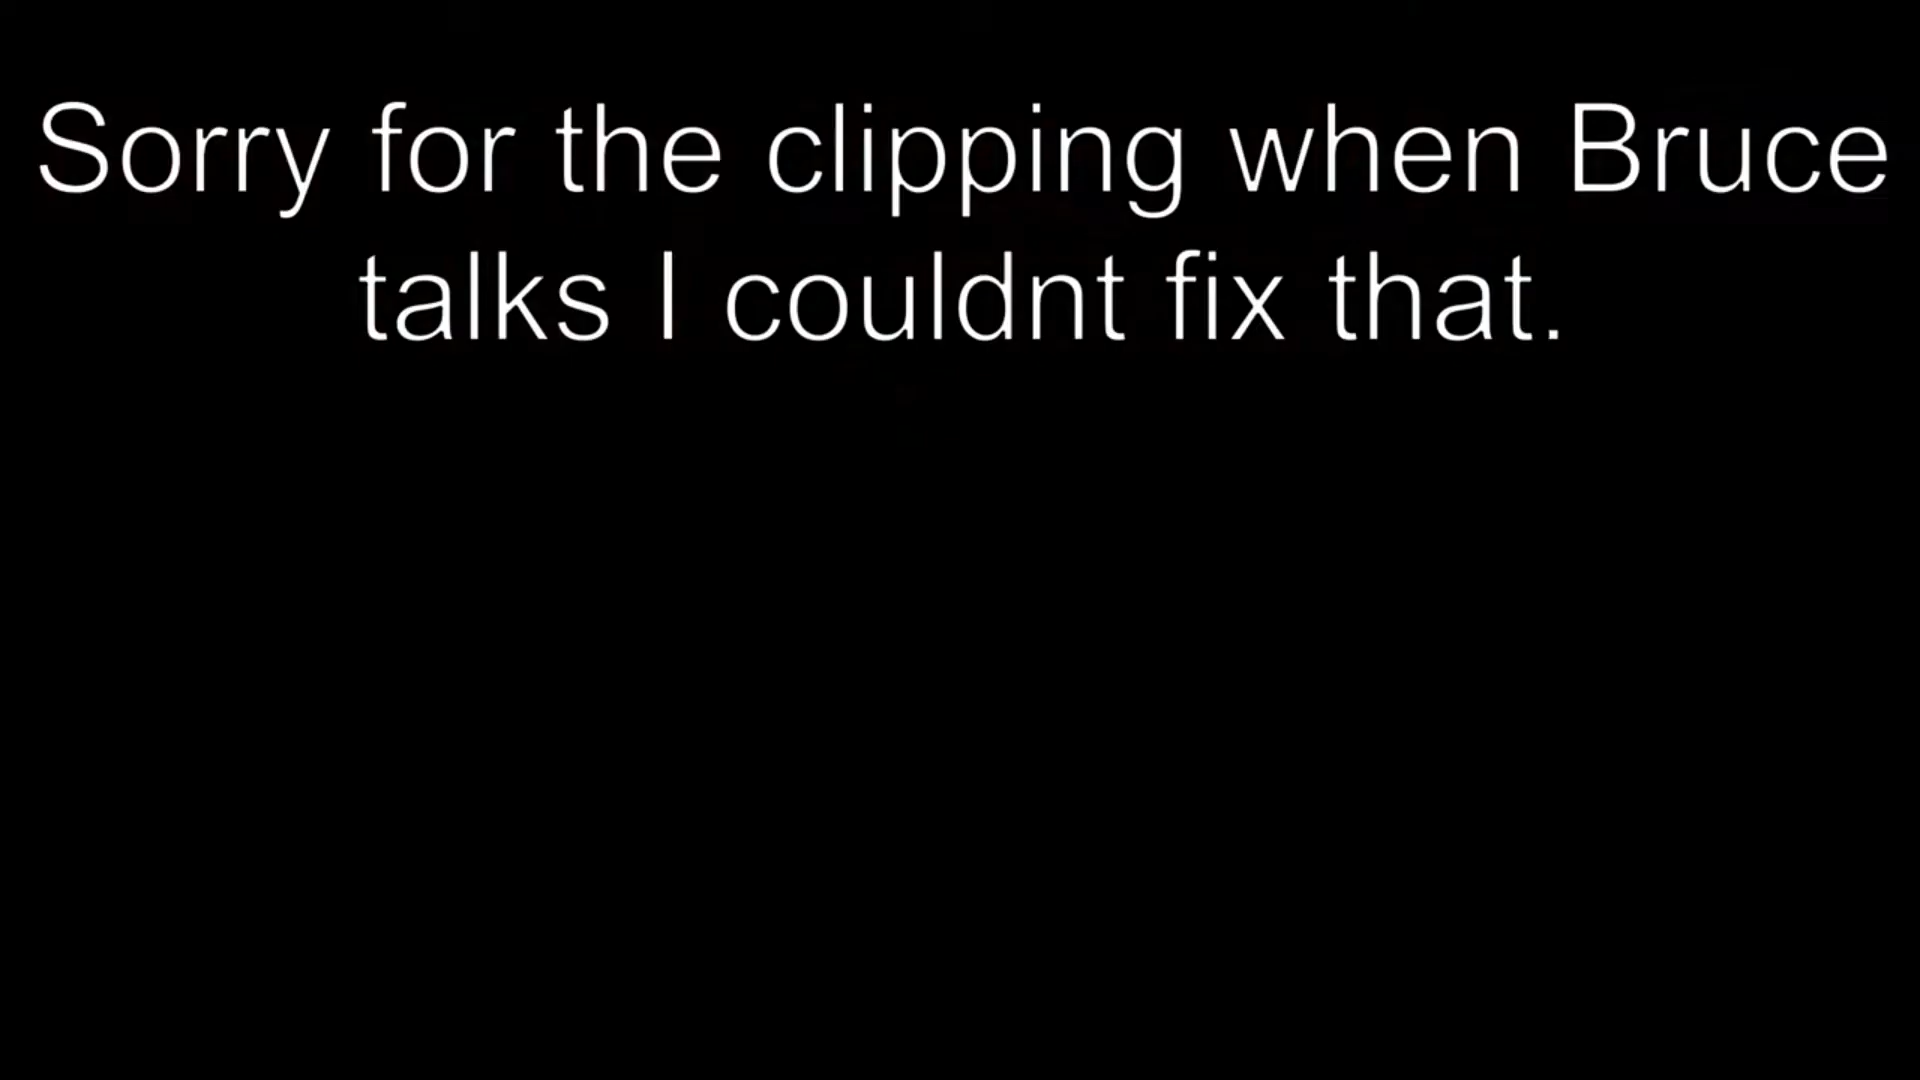 Sorry for the clipping when Bruce
talks I couldnt fix that.